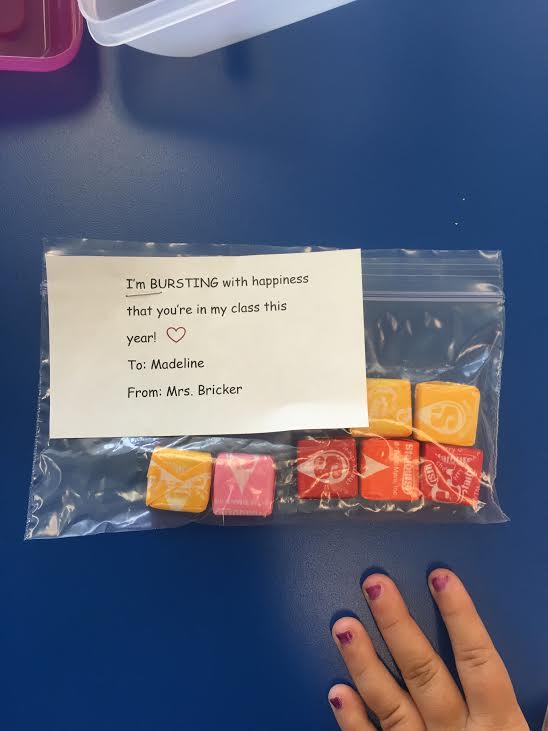 I'm BURSTING with happiness
that you're in my class this
year!
To: Madeline
From: Mrs. Bricker